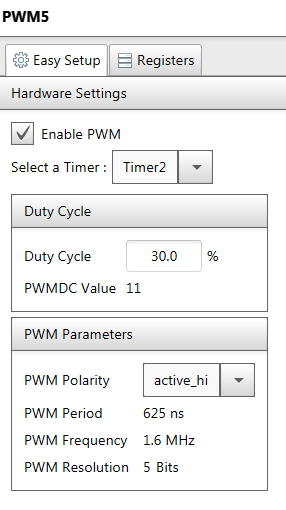 PWM5
Easy Setup Registers
Hardware Settings
Enable PWM
Select a Timer : Timer2
Duty Cycle
Duty Cycle 30.0 %
PWMDC Value 11
PWM Parameters
PWM Polarity active_hi
PWM Period 625 ns
PWM Frequency 1.6 MHz
PWM Resolution 5 Bits